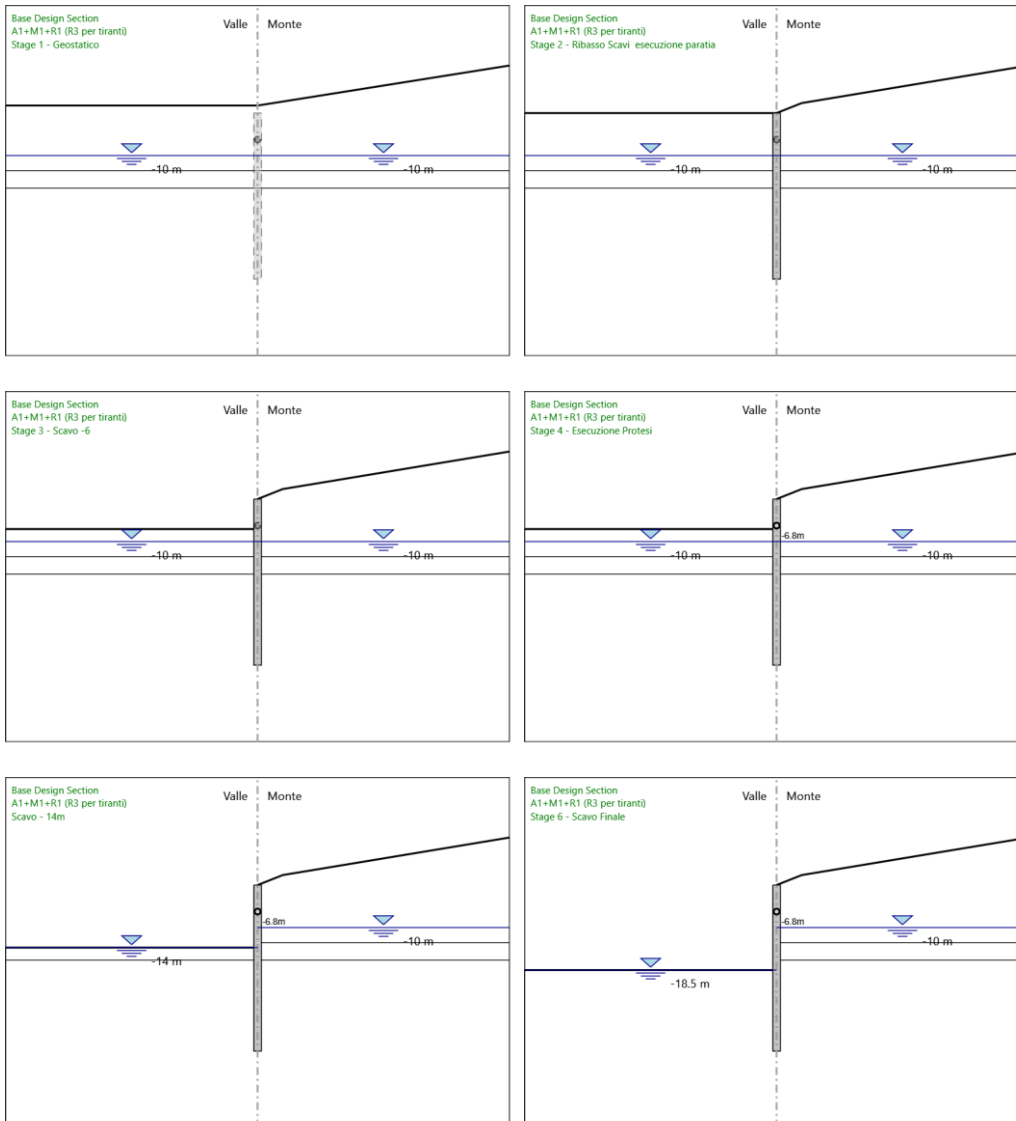 Base Design Section
A1+M1+R1 (R3 per tiranti)
Stage 1 - Geostatico
Valle
Monte
-10 m
-10 m
Base Design Section
A1+M1+R1 (R3 per tiranti)
Stage 2 - Ribasso Scavi esecuzione paratia
Valle
Monte
-10 m
-10 m
Base Design Section
A1+M1+R1 (R3 per tiranti)
Stage 3 - Scavo -6
Valle
Monte
-10 m
-10 m
Base Design Section
A1+M1+R1 (R3 per tiranti)
Stage 4 - Esecuzione Protesi
Valle
Monte
-6.8m
-10 m
-10 m
Base Design Section
A1+M1+R1 (R3 per tiranti)
Scavo - 14m
Valle
Monte
-6.8m
-10 m
-14 m
Base Design Section
A1+M1+R1 (R3 per tiranti)
Stage 6 - Scavo Finale
Valle
Monte
-6.8m
-10 m
-18.5 m